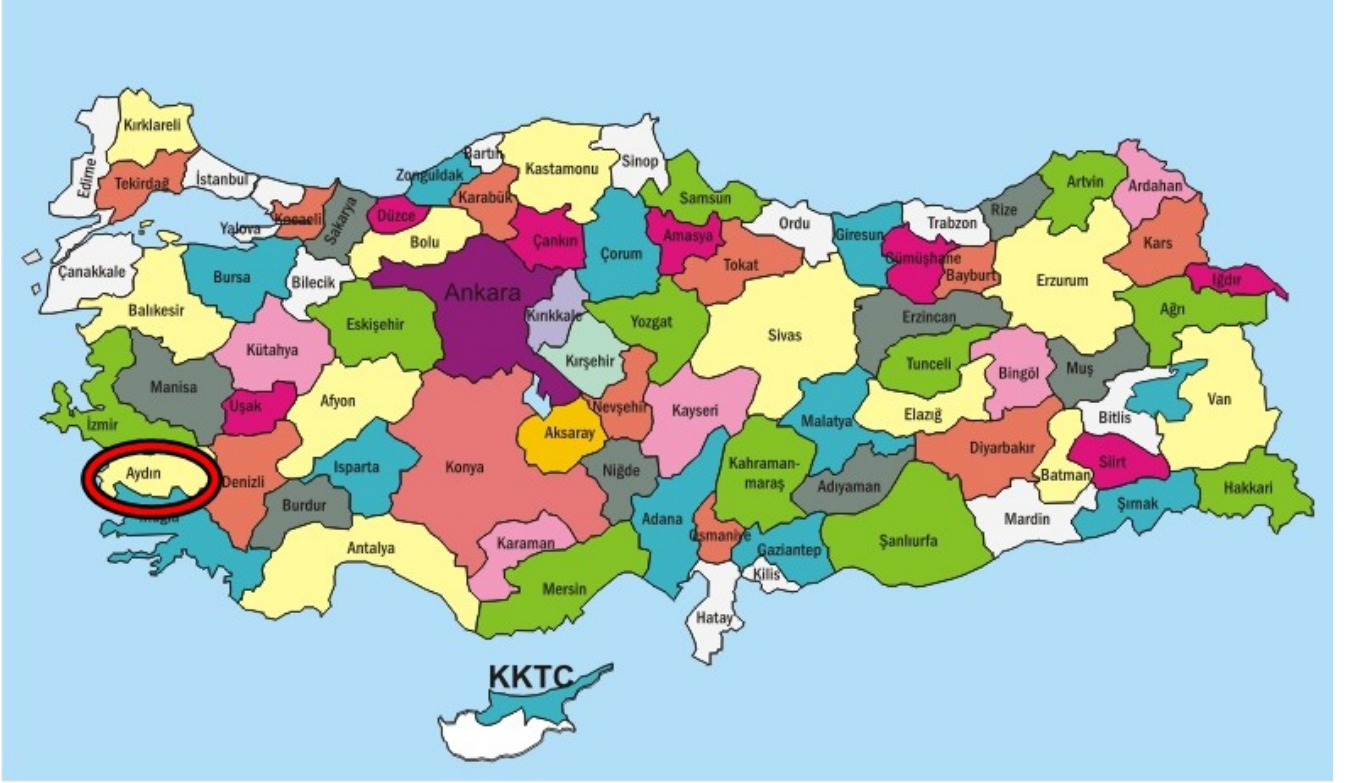 Kırklareli
Edirne
Tekirdağ
İstanbul
Yalova
Kocaeli
Sakarya
Düzce
Zonguldak
Bartın
Karabük
Kastamonu
Sinop
Samsun
Ordu
Giresun
Trabzon
Rize
Artvin
Ardahan
Çanakkale
Balıkesir
Bursa
Bilecik
Bolu
Çankırı
Çorum
Amasya
Tokat
Gümüşhane
Bayburt
Erzurum
Kars
Iğdır
Ağrı
Eskişehir
Ankara
Kırıkkale
Yozgat
Sivas
Erzincan
Kütahya
Kırşehir
Tunceli
Bingöl
Muş
Manisa
Uşak
Afyon
Nevşehir
Kayseri
Malatya
Elazığ
Bitlis
Van
İzmir
Aksaray
Aydın
Denizli
Isparta
Konya
Niğde
Kahraman-
maraş
Adıyaman
Diyarbakır
Batman
Siirt
Hakkari
Şırnak
Mardin
Muğla
Burdur
Antalya
Karaman
Adana
Osmaniye
Gaziantep
Şanlıurfa
Kilis
Mersin
Hatay
KKTC